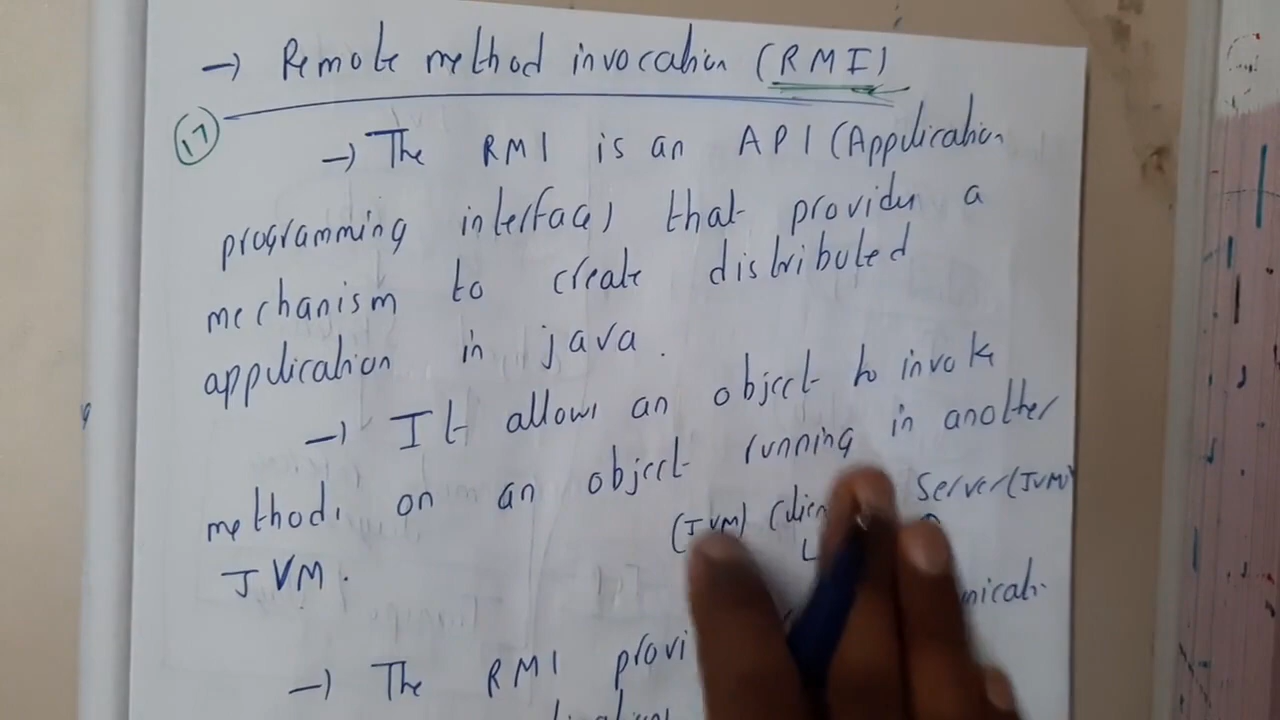 → Remote method invocation (RMI)
17
→ The RMI is an API (Application
programming interface) that provides a
mechanism to create distributed
application in java.
→ It allows an object to invoke
methods on an object running in another
JVM.
(JVM) Server(JVM)
→ The RMI